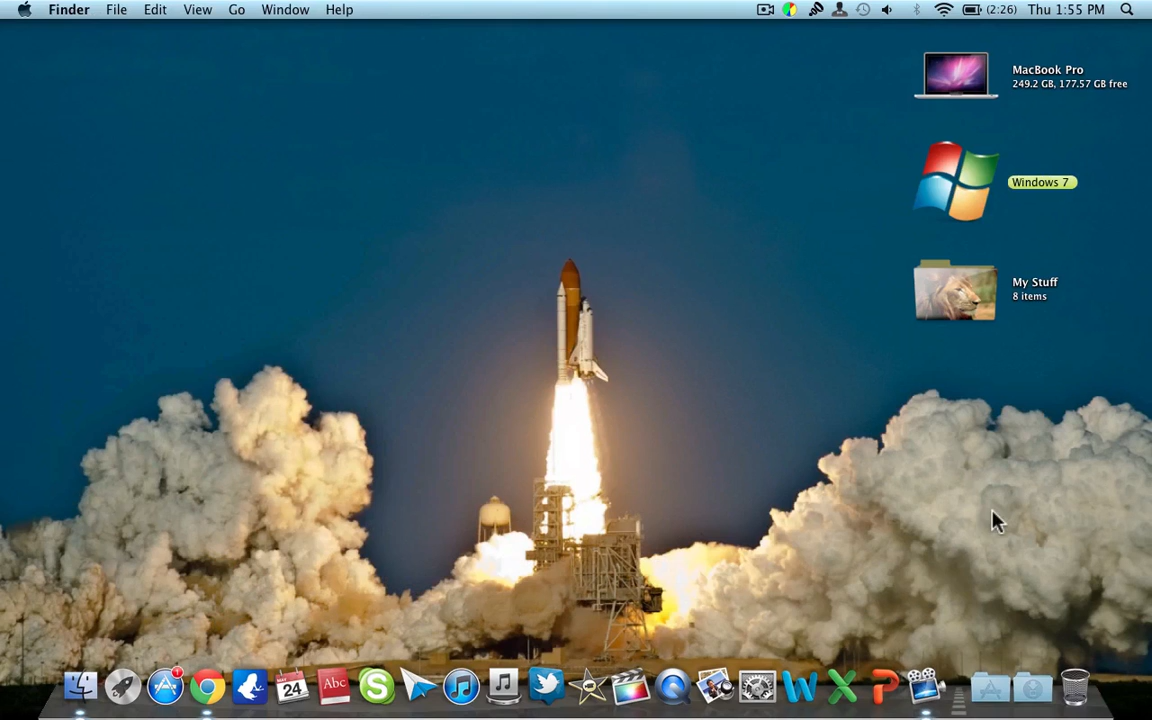 Finder File Edit View Go Window Help (2:26) Thu 1:55 PM
MacBook Pro
249.2 GB, 177.57 GB free
Windows 7
My Stuff
8 items
24
Abc